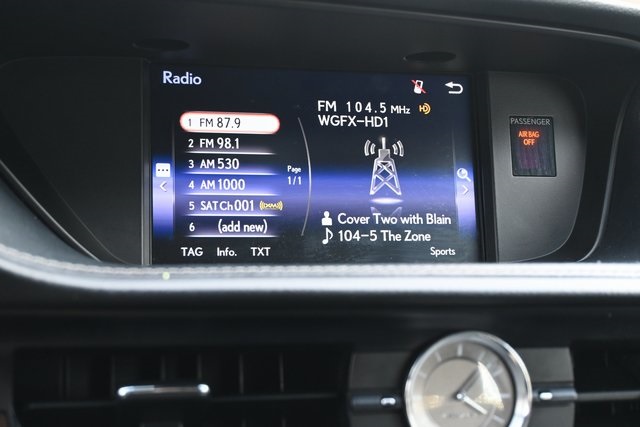 Radio
FM 104.5 MHz HD
WGFX-HD1
1 FM 87.9
2 FM 98.1
3 AM 530
4 AM 1000
5 SAT Ch 001 ((XM))
6 (add new)
Page
1/1
Cover Two with Blain
104-5 The Zone
TAG Info. TXT
Sports
PASSENGER
AIR BAG
OFF